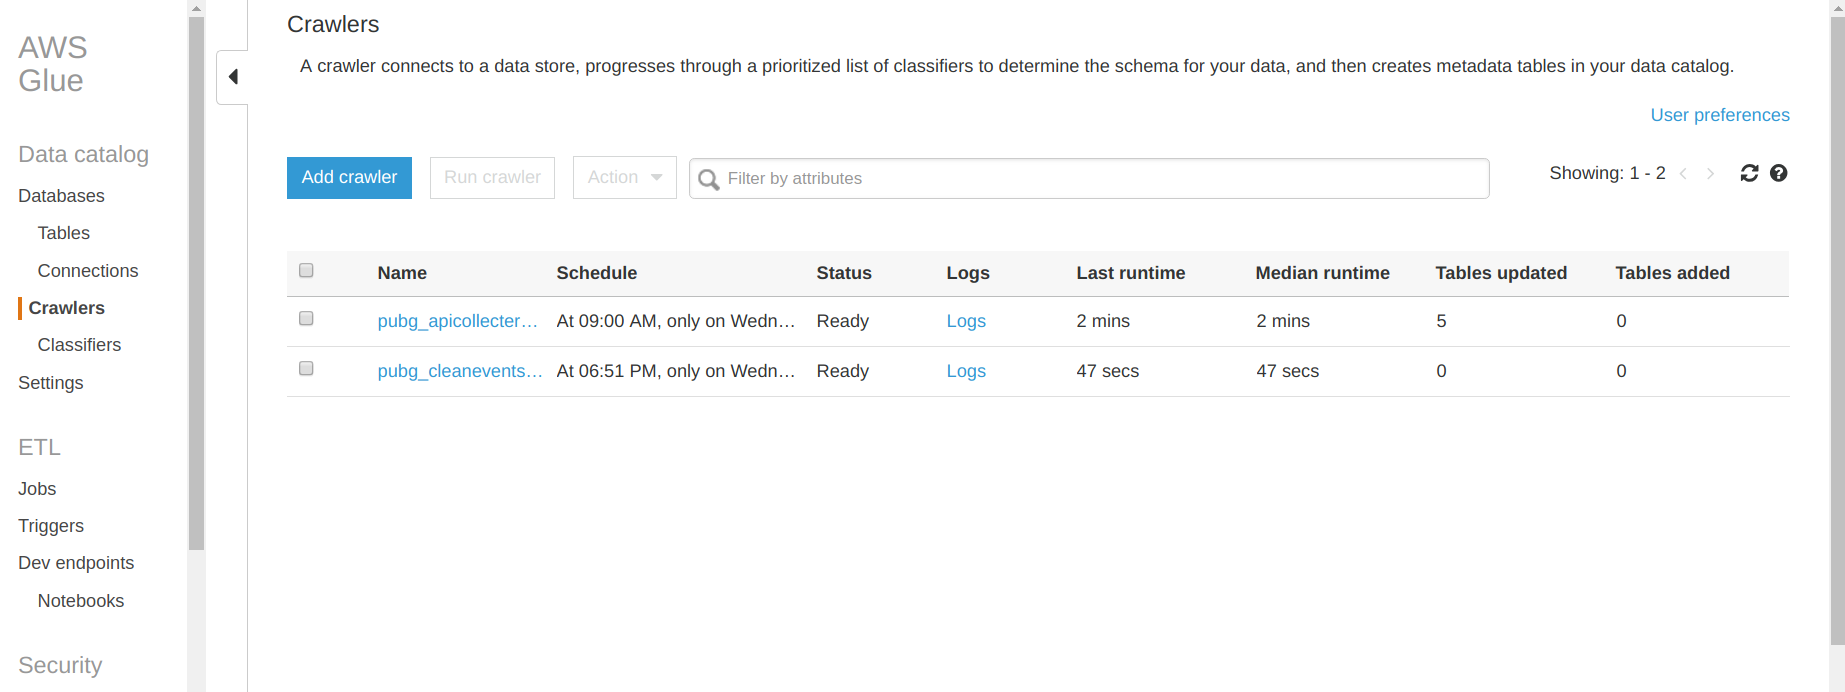 AWS
Glue
Data catalog
Databases
Tables
Connections
Crawlers
Classifiers
Settings
ETL
Jobs
Triggers
Dev endpoints
Notebooks
Security
Crawlers
A crawler connects to a data store, progresses through a prioritized list of classifiers to determine the schema for your data, and then creates metadata tables in your data catalog.
User preferences
Add crawler Run crawler Action Filter by attributes Showing: 1 - 2
Name Schedule Status Logs Last runtime Median runtime Tables updated Tables added
pubg_apicollecter… At 09:00 AM, only on Wedn… Ready Logs 2 mins 2 mins 5 0
pubg_cleanevents… At 06:51 PM, only on Wedn… Ready Logs 47 secs 47 secs 0 0